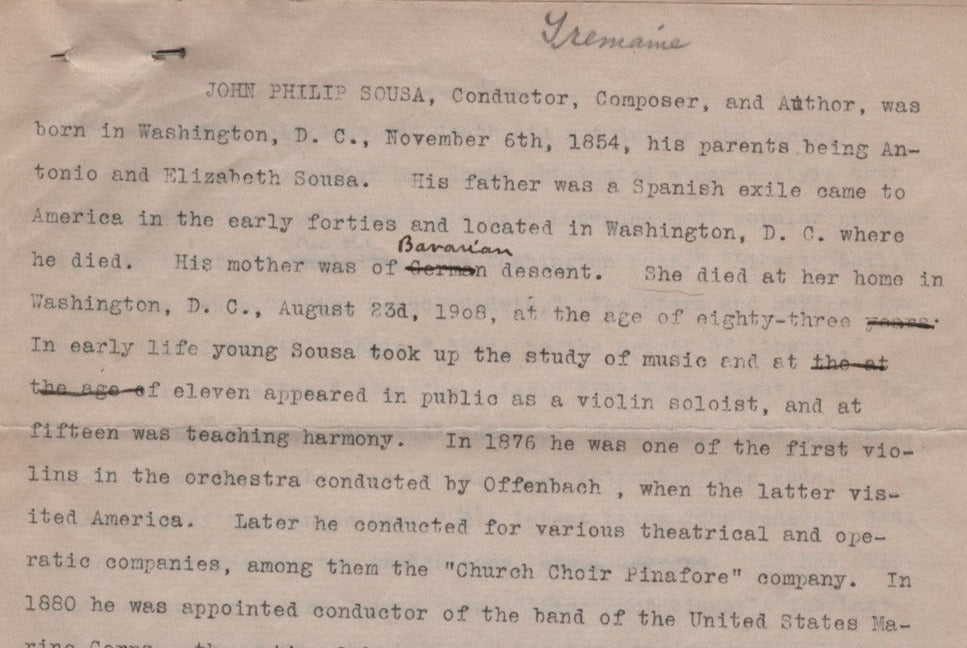 Tremaine
JOHN PHILIP SOUSA, Conductor, Composer, and Author, was
born in Washington, D. C., November 6th, 1854, his parents being An-
tonio and Elizabeth Sousa. His father was a Spanish exile came to
America in the early forties and located in Washington, D. C. where
Bavarian
he died. His mother was of German descent. She died at her home in
Washington, D. C., August 23d, 1908, at the age of eighty-three years.
In early life young Sousa took up the study of music and at the at
the age of eleven appeared in public as a violin soloist, and at
fifteen was teaching harmony. In 1876 he was one of the first vio-
lins in the orchestra conducted by Offenbach , when the latter vis-
ited America. Later he conducted for various theatrical and ope-
ratic companies, among them the "Church Choir Pinafore" company. In
1880 he was appointed conductor of the band of the United States Ma-
rine Corps